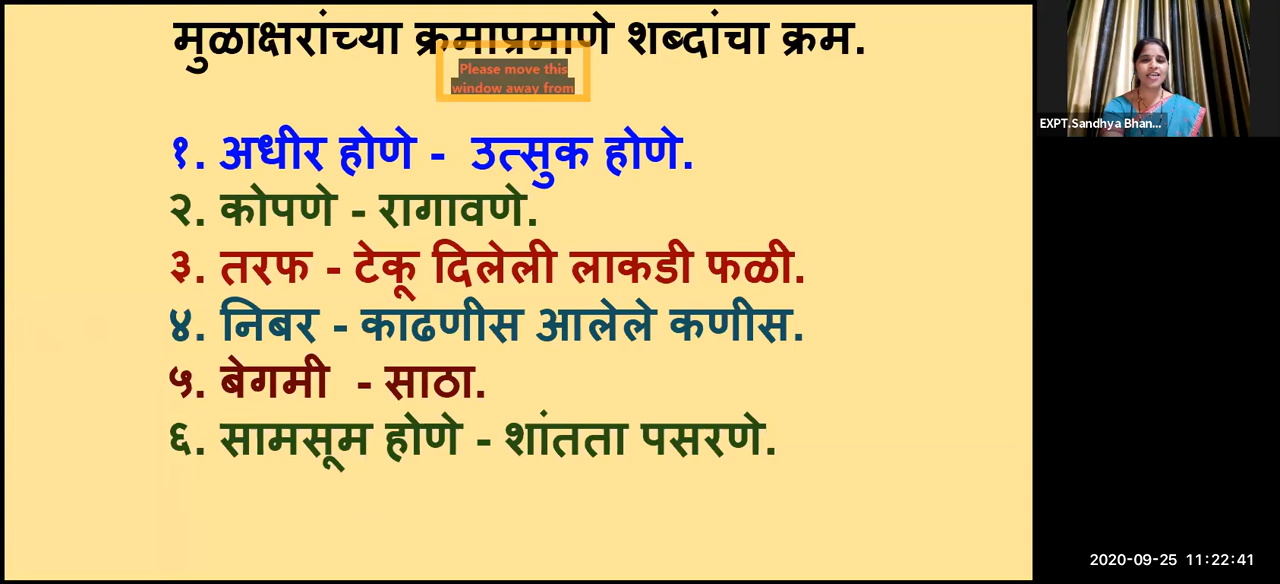 मुळाक्षरांच्या क्रमाप्रमाणे शब्दांचा क्रम.
Please move this
window away from
१. अधीर होणे - उत्सुक होणे.
२. कोपणे - रागावणे.
३. तरफ - टेकू दिलेली लाकडी फळी.
४. निबर - काढणीस आलेले कणीस.
५. बेगमी - साठा.
६. सामसूम होणे - शांतता पसरणे.
EXPT.Sandhya Bhan...
2020-09-25 11:22:41